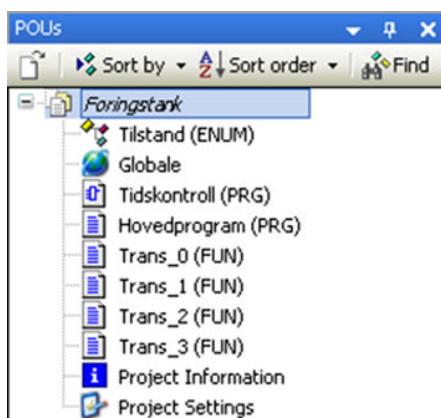 POUs
Sort by Sort order Find
Foringstank
Tilstand (ENUM)
Globale
Tidskontroll (PRG)
Hovedprogram (PRG)
Trans_0 (FUN)
Trans_1 (FUN)
Trans_2 (FUN)
Trans_3 (FUN)
Project Information
Project Settings